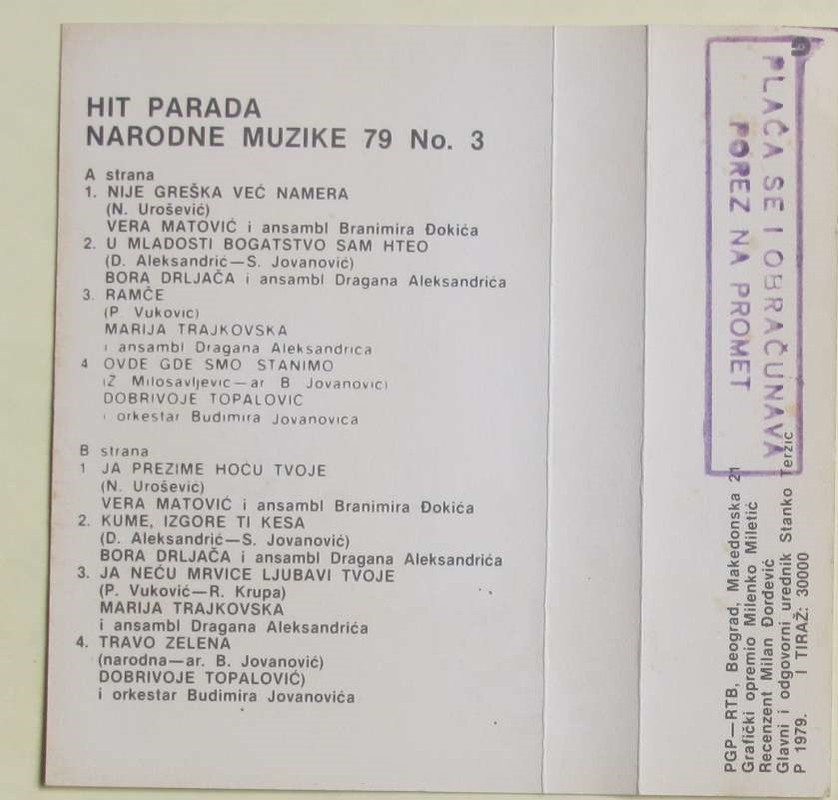 HIT PARADA
NARODNE MUZIKE 79 No. 3
A strana
1. NIJE GREŠKA VEĆ NAMERA
(N. Urošević)
VERA MATOVIĆ i ansambl Branimira Đokića
2. U MLADOSTI BOGATSTVO SAM HTEO
(D. Aleksandrić—S. Jovanović)
BORA DRLJAČA i ansambl Dragana Aleksandrića
3. RAMČE
(P. Vukovic)
MARIJA TRAJKOVSKA
i ansambl Dragana Aleksandrica
4 OVDE GDE SMO STANIMO
(Z Milosavljevic—ar B Jovanovic)
DOBRIVOJE TOPALOVIC
i orkestar Budimira Jovanovica
B strana
1 JA PREZIME HOĆU TVOJE
(N. Urošević)
VERA MATOVIĆ i ansambl Branimira Đokića
2. KUME, IZGORE TI KESA
(D. Aleksandrić—S. Jovanović)
BORA DRLJAČA i ansambl Dragana Aleksandrića
3. JA NEĆU MRVICE LJUBAVI TVOJE
(P. Vuković—R. Krupa)
MARIJA TRAJKOVSKA
i ansambl Dragana Aleksandrića
4. TRAVO ZELENA
(narodna—ar. B. Jovanović)
DOBRIVOJE TOPALOVIĆ)
i orkestar Budimira Jovanovića
PLAĆA SE I OBRAČUNAVA
POREZ NA PROMET
PGP—RTB, Beograd, Makedonska 21
Grafički opremio Milenko Miletić
Recenzent Milan Đorđević
Glavni i odgovorni urednik Stanko Terzić
P 1979. I TIRAŽ: 30000